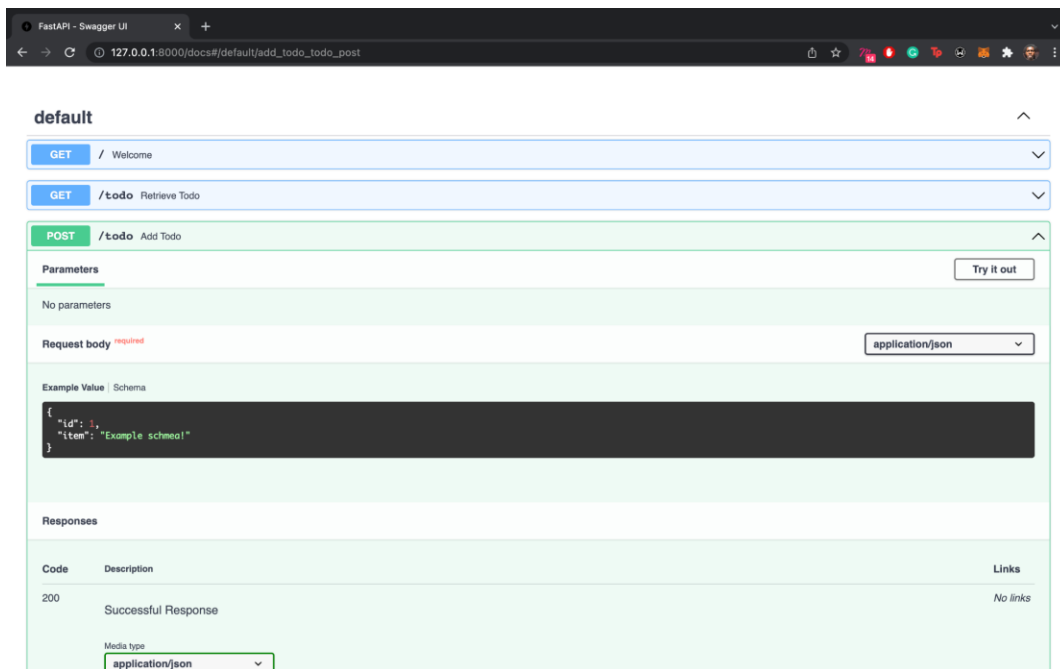 FastAPI - Swagger UI
127.0.0.1:8000/docs#/default/add_todo_todo_post
14
default
GET / Welcome
GET /todo Retrieve Todo
POST /todo Add Todo
Parameters
Try it out
No parameters
Request body required
application/json
Example Value | Schema
{
"id": 1,
"item": "Example schmea!"
}
Responses
Code Description Links
200 Successful Response No links
Media type
application/json